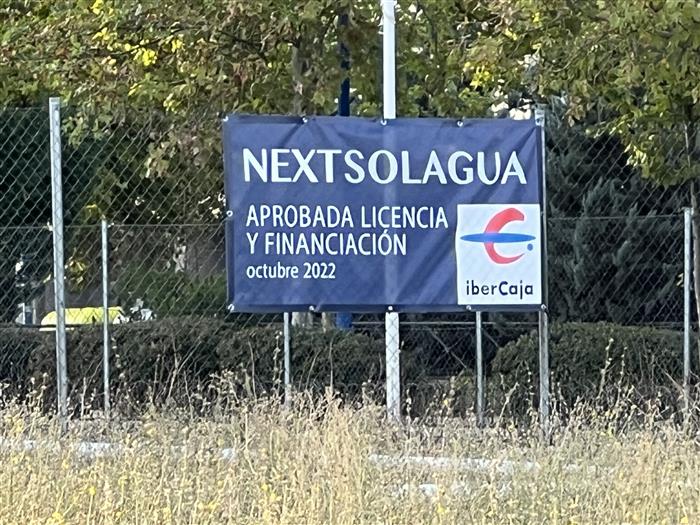 NEXTSOLAGUA
APROBADA LICENCIA
Y FINANCIACIÓN
octubre 2022
iberCaja